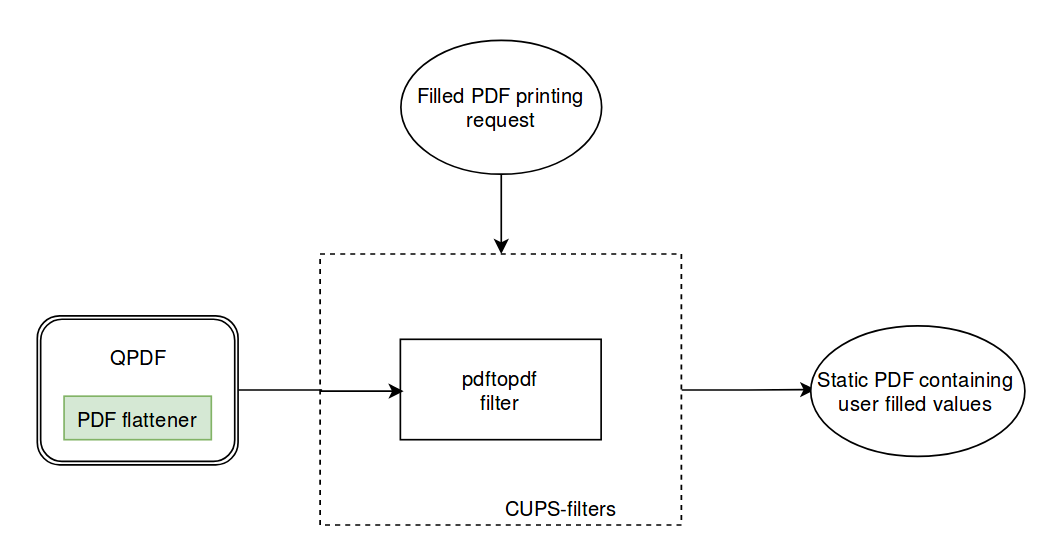 Filled PDF printing
request
QPDF
PDF flattener
pdftopdf
filter
CUPS-filters
Static PDF containing
user filled values